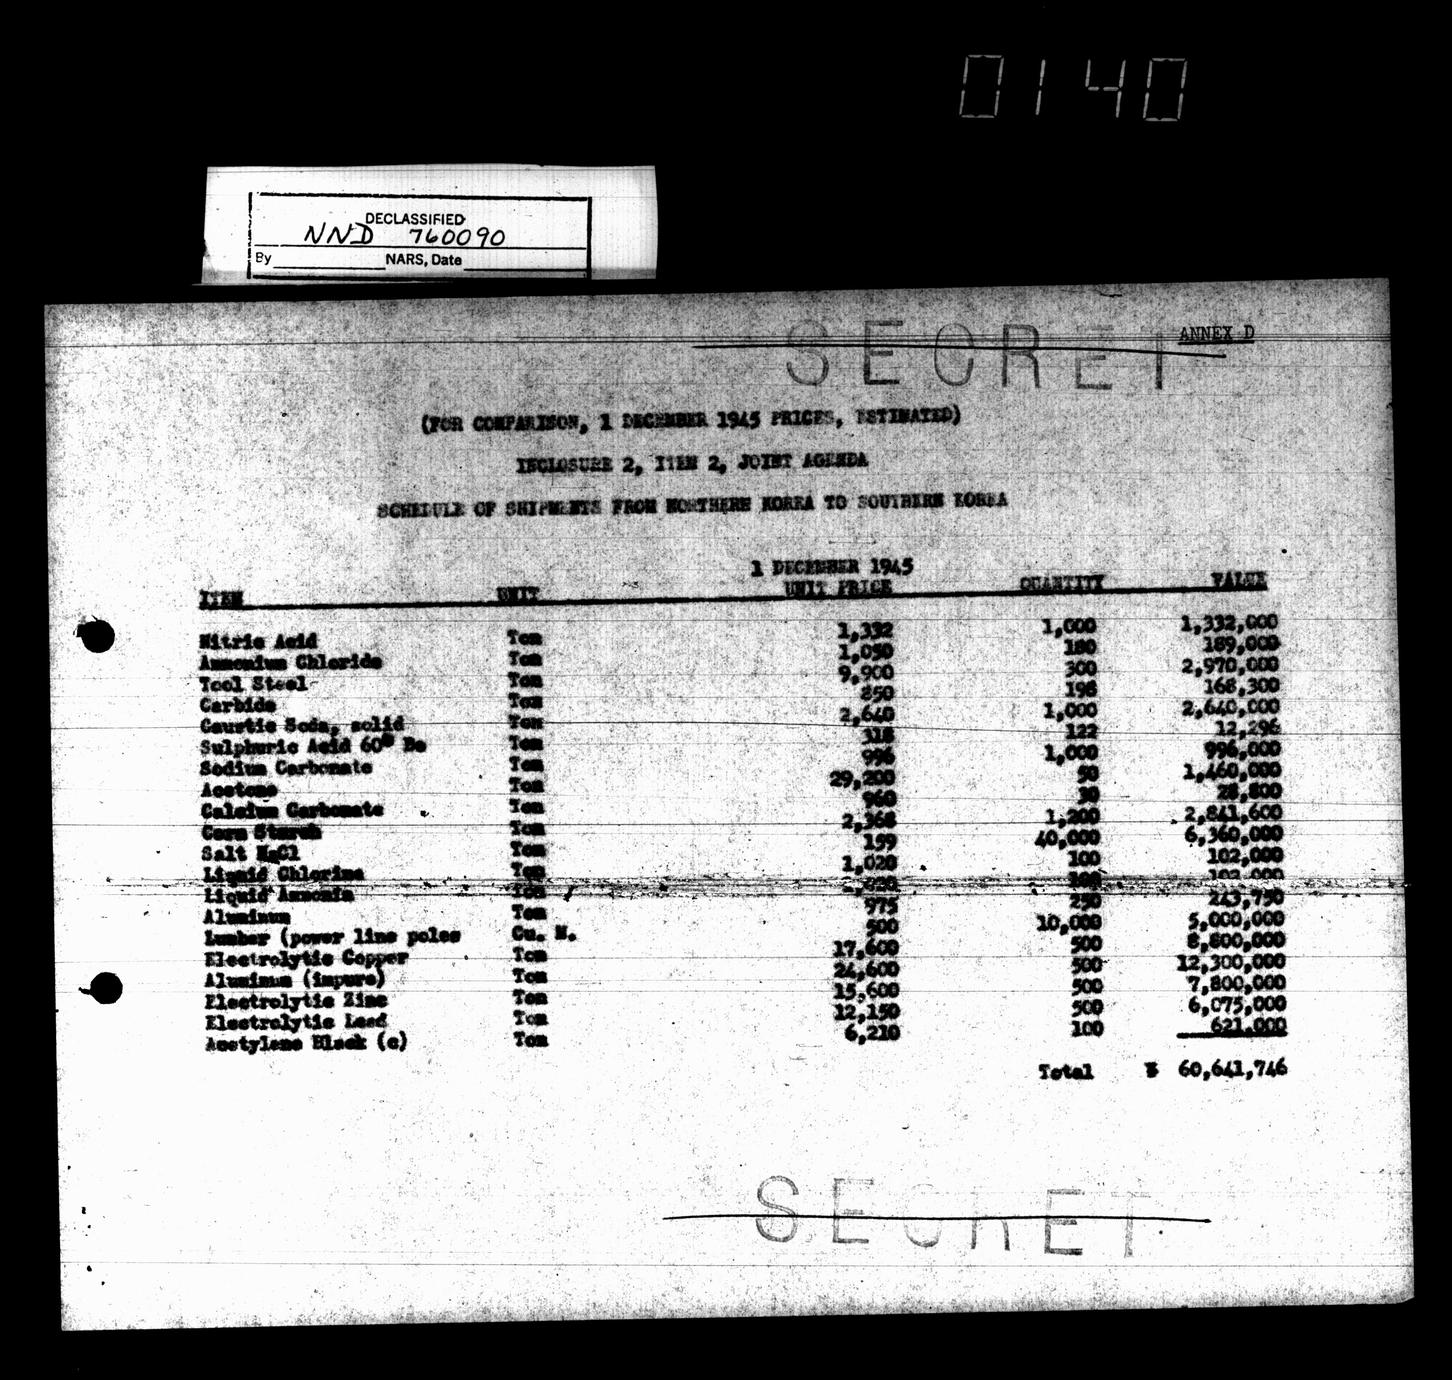 0140
DECLASSIFIED
NND 760090
By ________ NARS, Date ________
SECRET
ANNEX D
(FOR COMPARISON, 1 DECEMBER 1945 PRICES, ESTIMATED)
INCLOSURE 2, ITEM 2, JOINT AGENDA
SCHEDULE OF SHIPMENTS FROM NORTHERN KOREA TO SOUTHERN KOREA
1 DECEMBER 1945
ITEM UNIT UNIT PRICE QUANTITY VALUE
Nitric Acid Ton 1,332 1,000 1,332,000
Ammonium Chloride Ton 1,050 180 189,000
Tool Steel Ton 9,900 300 2,970,000
Carbide Ton 850 198 168,300
Caustic Soda, solid Ton 2,640 1,000 2,640,000
Sulphuric Acid 60° Be Ton 318 122 12,296
Sodium Carbonate Ton 996 1,000 996,000
Acetone Ton 29,200 50 1,460,000
Calcium Carbonate Ton 960 30 28,800
Corn Starch Ton 2,368 1,200 2,841,600
Salt NaCl Ton 159 40,000 6,360,000
Liquid Chlorine Ton 1,020 100 102,000
Liquid Ammonia Ton 100 102,000
Aluminum Ton 975 250 243,750
Lumber (power line poles Cu. M. 500 10,000 5,000,000
Electrolytic Copper Ton 17,600 500 8,800,000
Aluminum (impure) Ton 24,600 500 12,300,000
Electrolytic Zinc Ton 15,600 500 7,800,000
Electrolytic Lead Ton 12,150 500 6,075,000
Acetylene Black (c) Ton 6,210 100 621,000
Total ¥ 60,641,746
SECRET